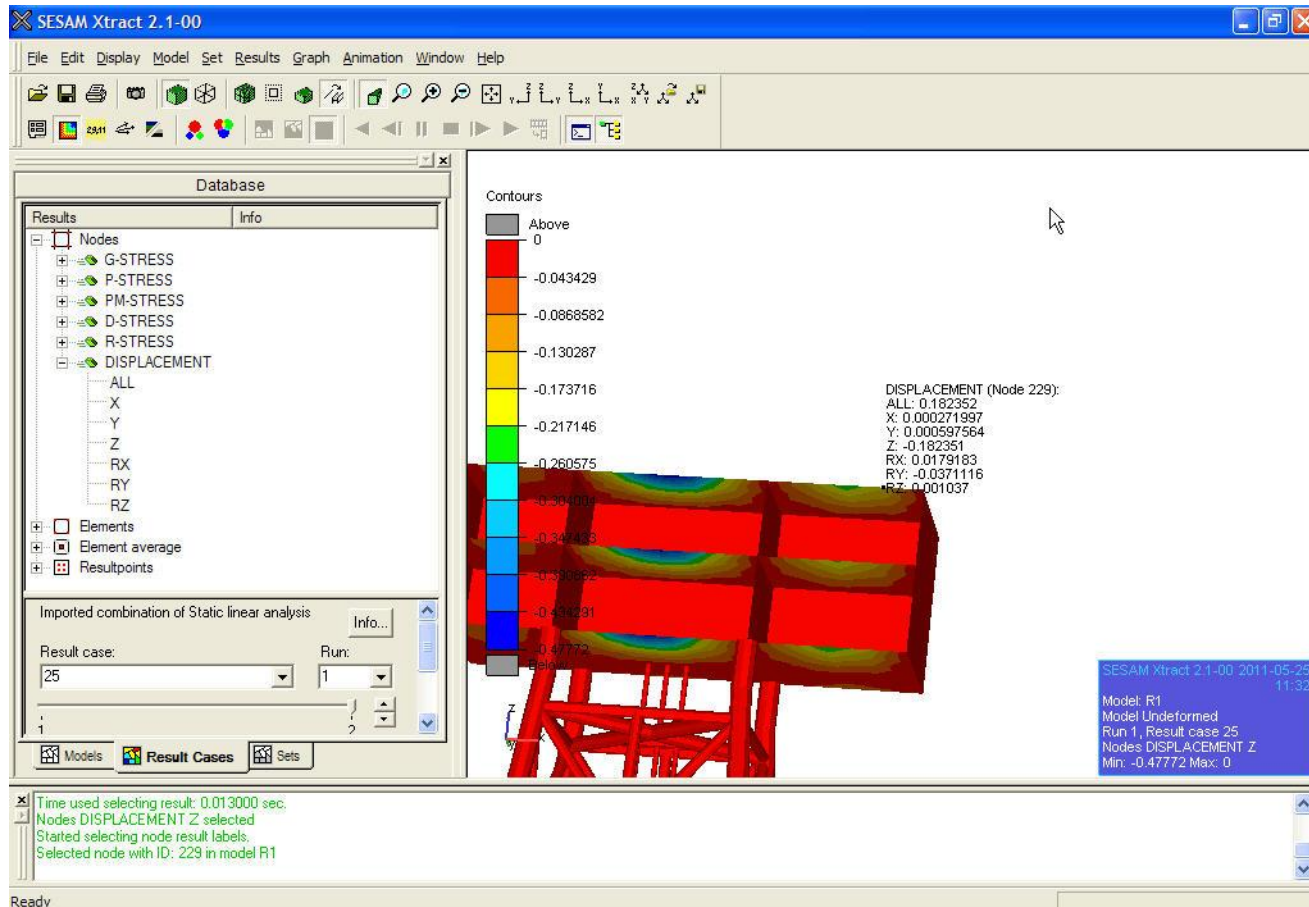 SESAM Xtract 2.1-00
File Edit Display Model Set Results Graph Animation Window Help
Database
Results Info
Nodes
G-STRESS
P-STRESS
PM-STRESS
D-STRESS
R-STRESS
DISPLACEMENT
ALL
X
Y
Z
RX
RY
RZ
Elements
Element average
Resultpoints
Imported combination of Static linear analysis
Info...
Result case: Run:
25 1
1 2
Models Result Cases Sets
Contours
Above
0
-0.043429
-0.0868582
-0.130287
-0.173716
-0.217146
-0.260575
-0.304004
-0.347433
-0.390862
-0.434291
-0.47772
Below
DISPLACEMENT (Node 229):
ALL: 0.182352
X: 0.000271997
Y: 0.000597564
Z: -0.182351
RX: 0.0179183
RY: -0.0371116
RZ: 0.001037
Z
X
SESAM Xtract 2.1-00 2011-05-25
11:32
Model: R1
Model Undeformed
Run 1, Result case 25
Nodes DISPLACEMENT Z
Min: -0.47772 Max: 0
Time used selecting result: 0.013000 sec.
Nodes DISPLACEMENT Z selected
Started selecting node result labels.
Selected node with ID: 229 in model R1
Ready